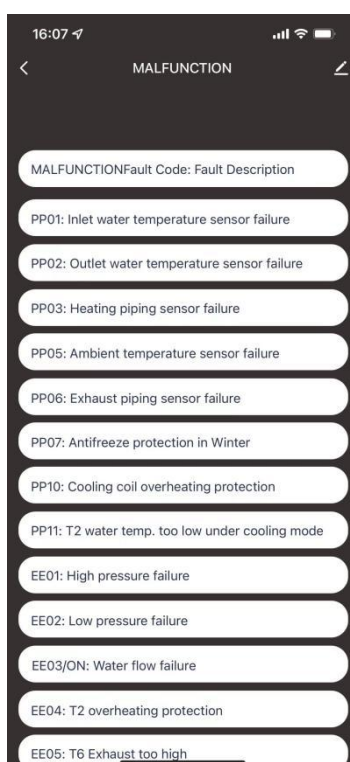 16:07
MALFUNCTION
MALFUNCTIONFault Code: Fault Description
PP01: Inlet water temperature sensor failure
PP02: Outlet water temperature sensor failure
PP03: Heating piping sensor failure
PP05: Ambient temperature sensor failure
PP06: Exhaust piping sensor failure
PP07: Antifreeze protection in Winter
PP10: Cooling coil overheating protection
PP11: T2 water temp. too low under cooling mode
EE01: High pressure failure
EE02: Low pressure failure
EE03/ON: Water flow failure
EE04: T2 overheating protection
EE05: T6 Exhaust too high